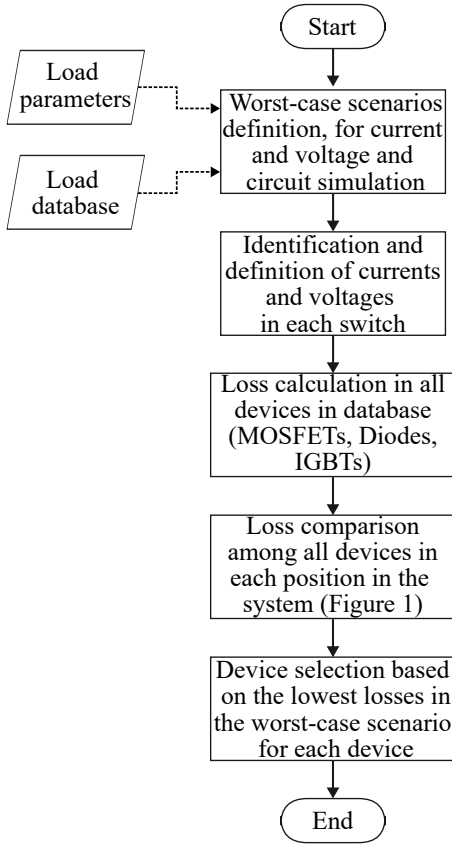 Start
Load
parameters
Worst-case scenarios
definition, for current
and voltage and
circuit simulation
Load
database
Identification and
definition of currents
and voltages
in each switch
Loss calculation in all
devices in database
(MOSFETs, Diodes,
IGBTs)
Loss comparison
among all devices in
each position in the
system (Figure 1)
Device selection based
on the lowest losses in
the worst-case scenario
for each device
End